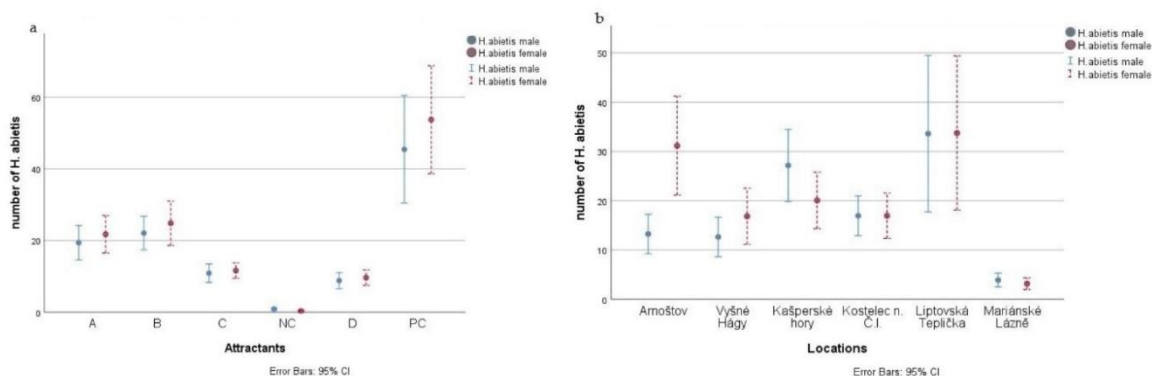 a
H.abietis male
H.abietis female
H.abietis male
H.abietis female
number of H. abietis
60
40
20
0
A B C NC D PC
Attractants
Error Bars: 95% CI
b
H.abietis male
H.abietis female
H.abietis male
H.abietis female
number of H. abietis
50
40
30
20
10
0
Arnoštov Vyšné Kašperské Kostelec n. Liptovská Mariánské
Hágy hory Č.l. Teplička Lázně
Locations
Error Bars: 95% CI